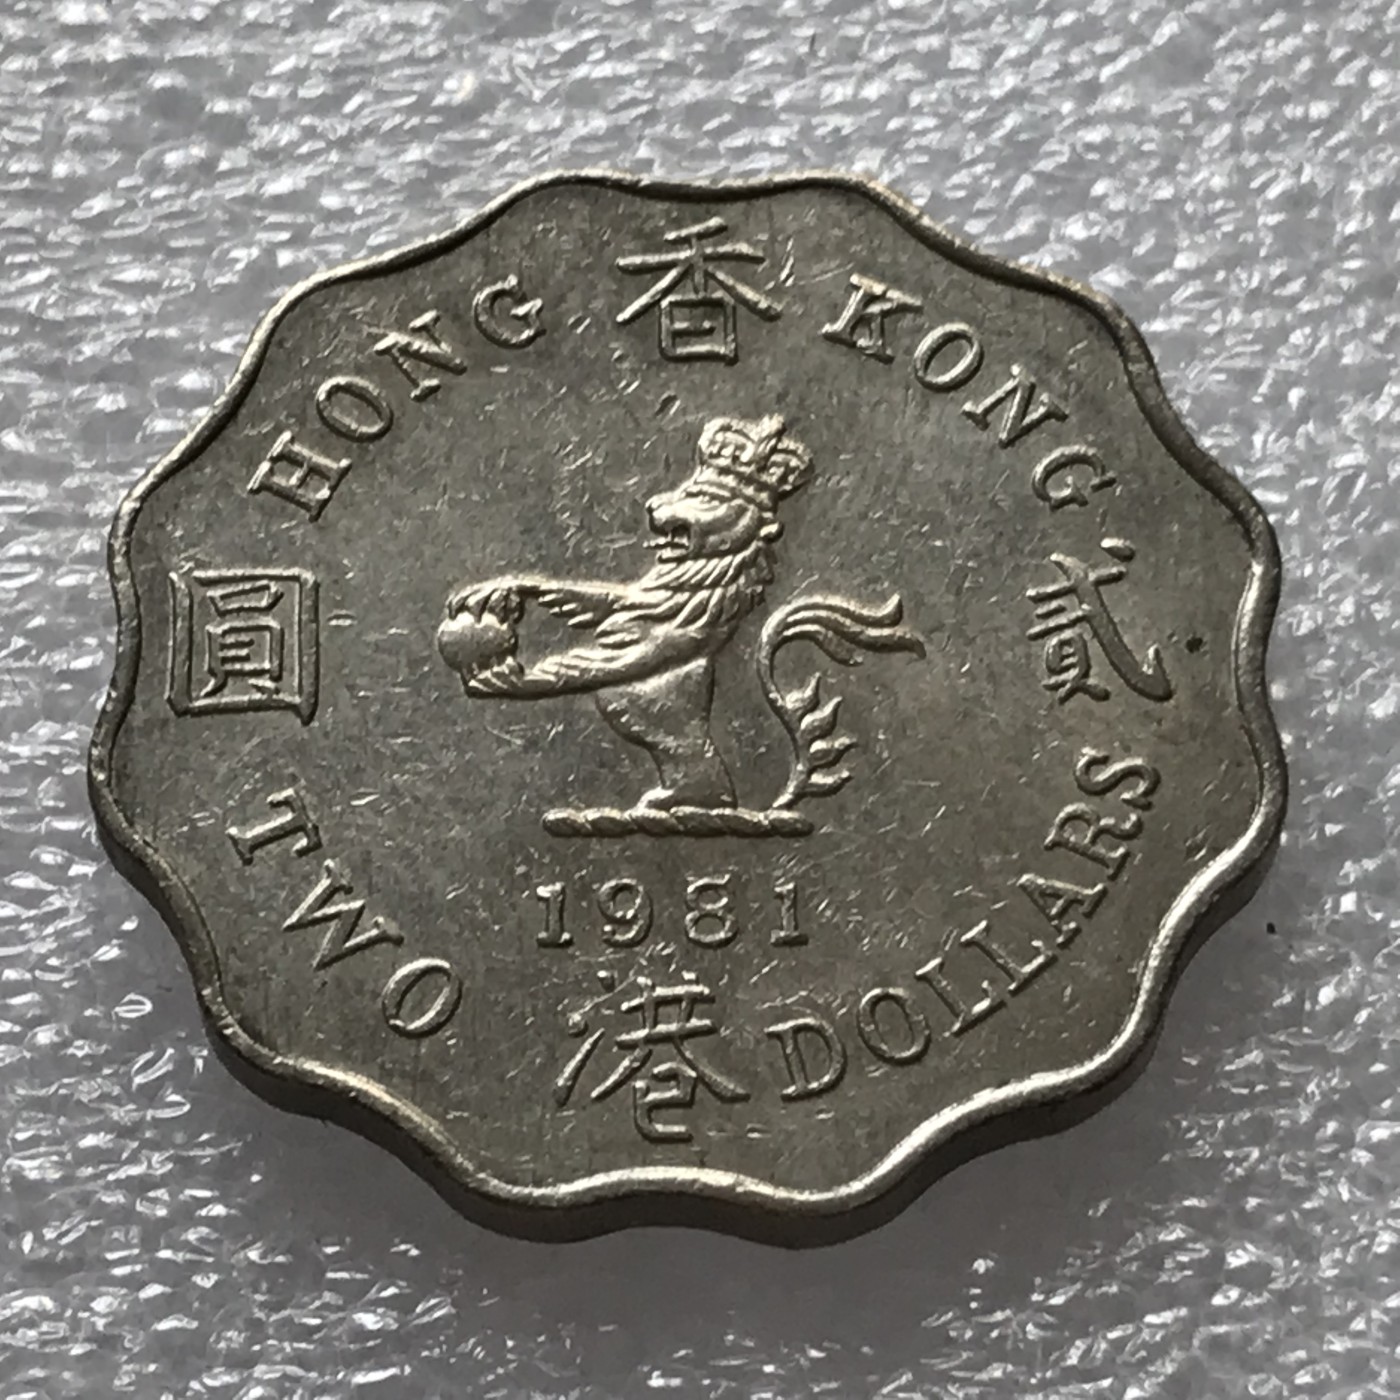 HONG KONG
香
港
貳
圓
1981
TWO DOLLARS